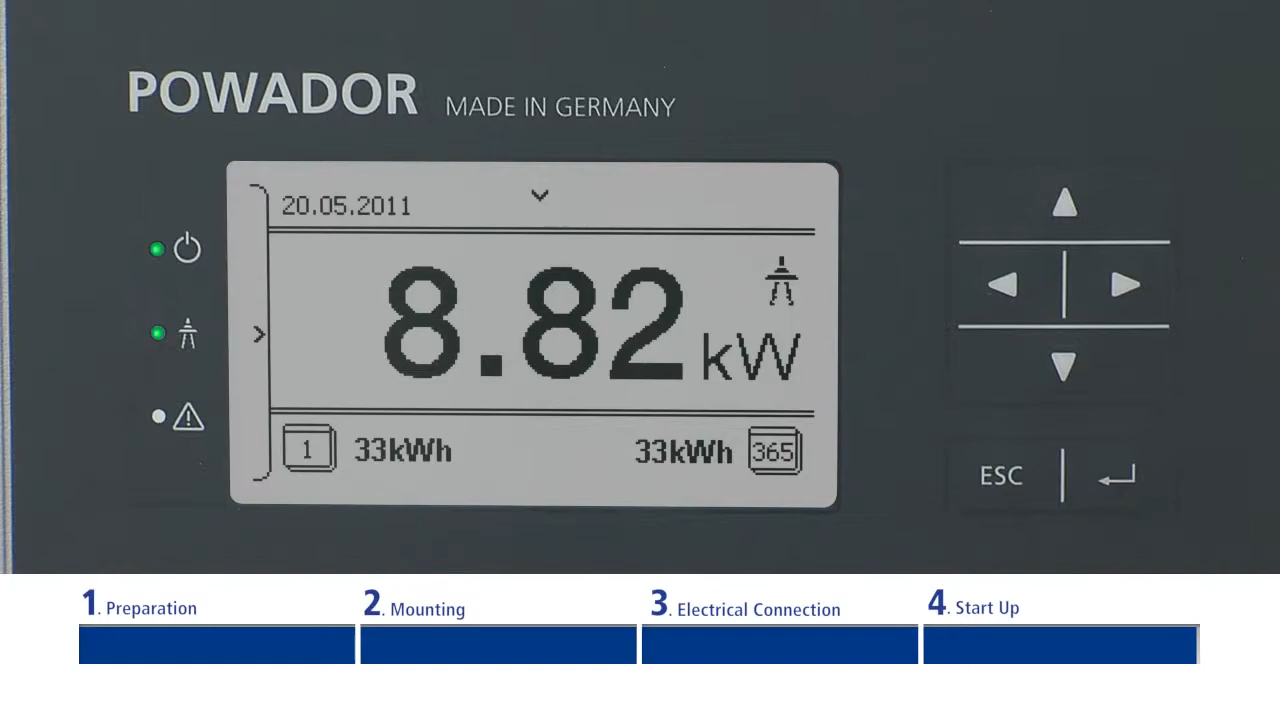 POWADOR MADE IN GERMANY
20.05.2011
8.82 kW
1 33kWh 33kWh 365
ESC
1. Preparation 2. Mounting 3. Electrical Connection 4. Start Up